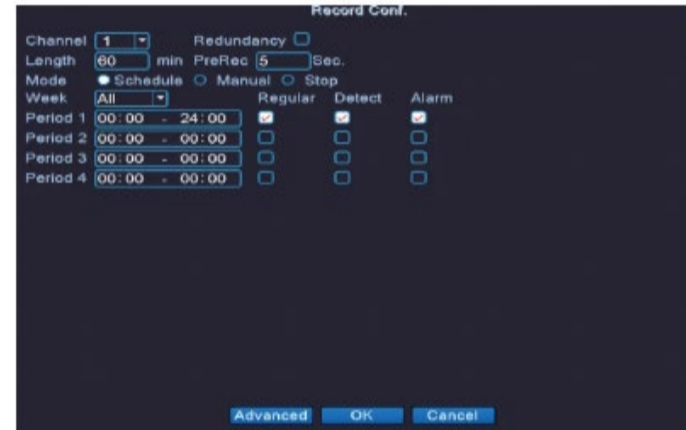 Record Conf.
Channel 1 Redundancy
Length 60 min PreRec 5 Sec.
Mode Schedule Manual Stop
Week All Regular Detect Alarm
Period 1 00:00 - 24:00
Period 2 00:00 - 00:00
Period 3 00:00 - 00:00
Period 4 00:00 - 00:00
Advanced OK Cancel